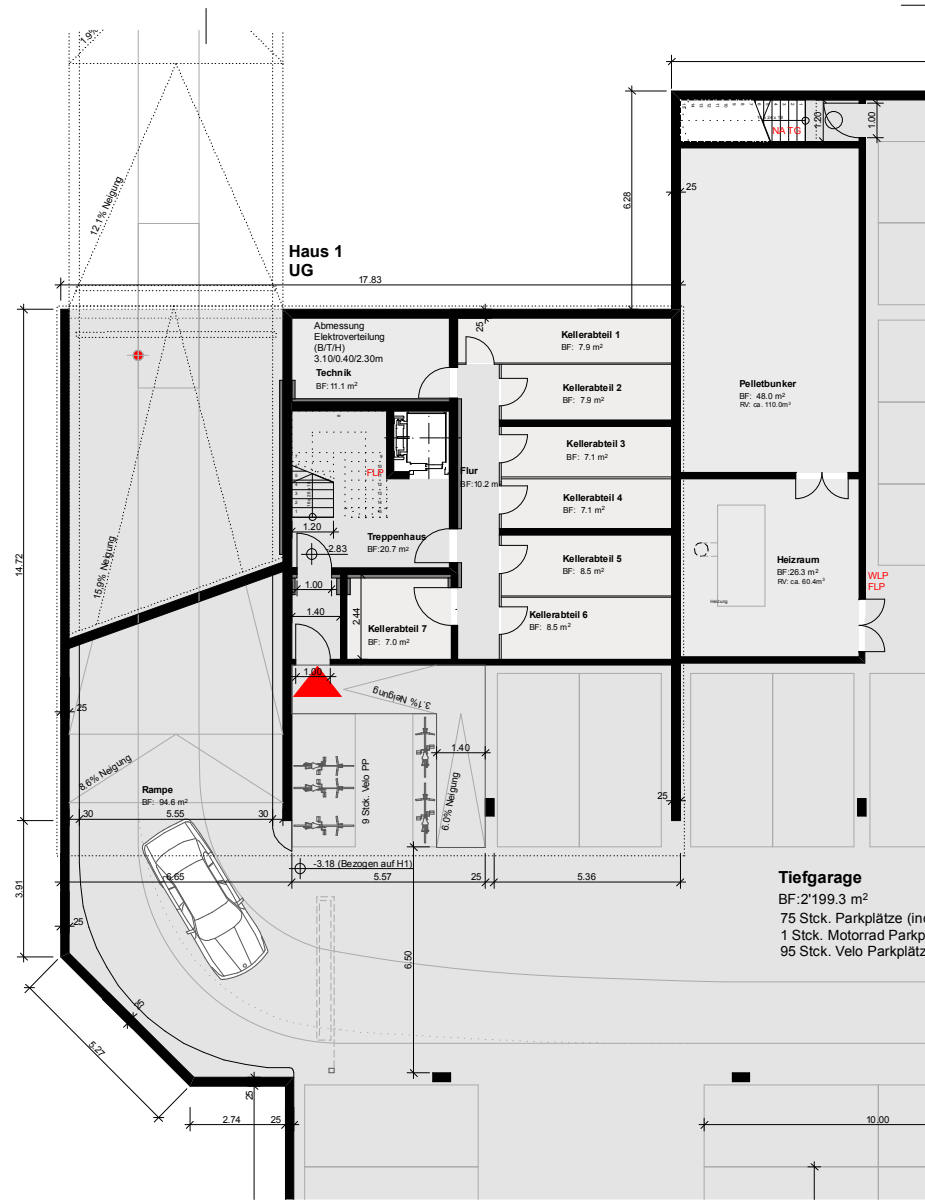 1.9%
12.1% Neigung
Haus 1
UG
17.83
6.28
25
1.20
1.00
NA TG
Abmessung
Elektroverteilung
(B/T/H)
3.10/0.40/2.30m
Technik
BF: 11.1 m²
25
Kellerabteil 1
BF: 7.9 m²
Kellerabteil 2
BF: 7.9 m²
Kellerabteil 3
BF: 7.1 m²
Kellerabteil 4
BF: 7.1 m²
Kellerabteil 5
BF: 8.5 m²
Kellerabteil 6
BF: 8.5 m²
Kellerabteil 7
BF: 7.0 m²
Pelletbunker
BF: 48.0 m²
RV: ca. 110.0m³
FLP
Flur
BF:10.2 m²
Treppenhaus
BF:20.7 m²
1.20
-2.83
1.00
1.40
2.44
1.00
Heizraum
BF:26.3 m²
RV: ca. 60.4m³
Heizung
WLP
FLP
14.72
15.9% Neigung
25
8.6% Neigung
Rampe
BF: 94.6 m²
30
5.55
30
3.1% Neigung
9 Stck. Velo PP
1.40
6.0% Neigung
25
-3.18 (Bezogen auf H1)
6.65
5.57
25
5.36
3.91
25
6.50
Tiefgarage
BF:2'199.3 m²
75 Stck. Parkplätze (in
1 Stck. Motorrad Parkp
95 Stck. Velo Parkplätz
25
5.27
2.74
25
25
10.00